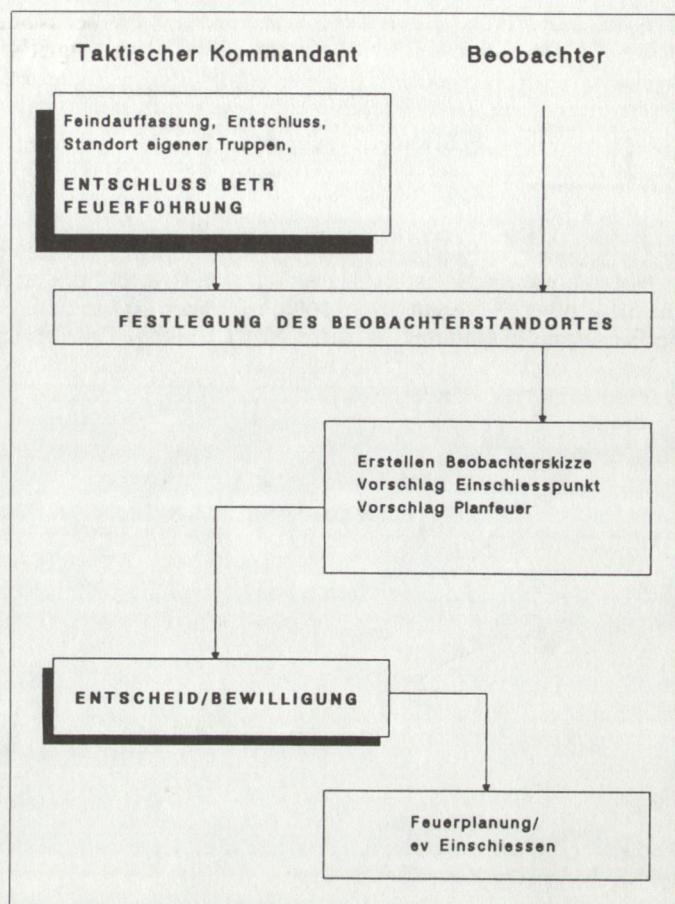 Taktischer Kommandant
Beobachter
Feindauffassung, Entschluss,
Standort eigener Truppen,
ENTSCHLUSS BETR
FEUERFÜHRUNG
FESTLEGUNG DES BEOBACHTERSTANDORTES
Erstellen Beobachterskizze
Vorschlag Einschiesspunkt
Vorschlag Planfeuer
ENTSCHEID/BEWILLIGUNG
Feuerplanung/
ev Einschiessen